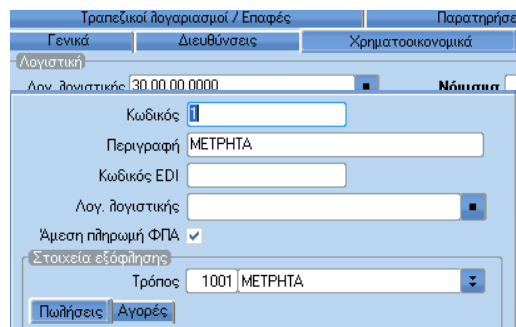 Τραπεζικοί λογαριασμοί / Επαφές Παρατηρήσε
Γενικά Διευθύνσεις Χρηματοοικονομικά
Λογιστική
Λογ. λογιστικής 30.00.00.0000 Νόμισμα
Κωδικός 1
Περιγραφή ΜΕΤΡΗΤΑ
Κωδικός EDI
Λογ. λογιστικής
Άμεση πληρωμή ΦΠΑ
Στοιχεία εξόφλησης
Τρόπος 1001 ΜΕΤΡΗΤΑ
Πωλήσεις Αγορές